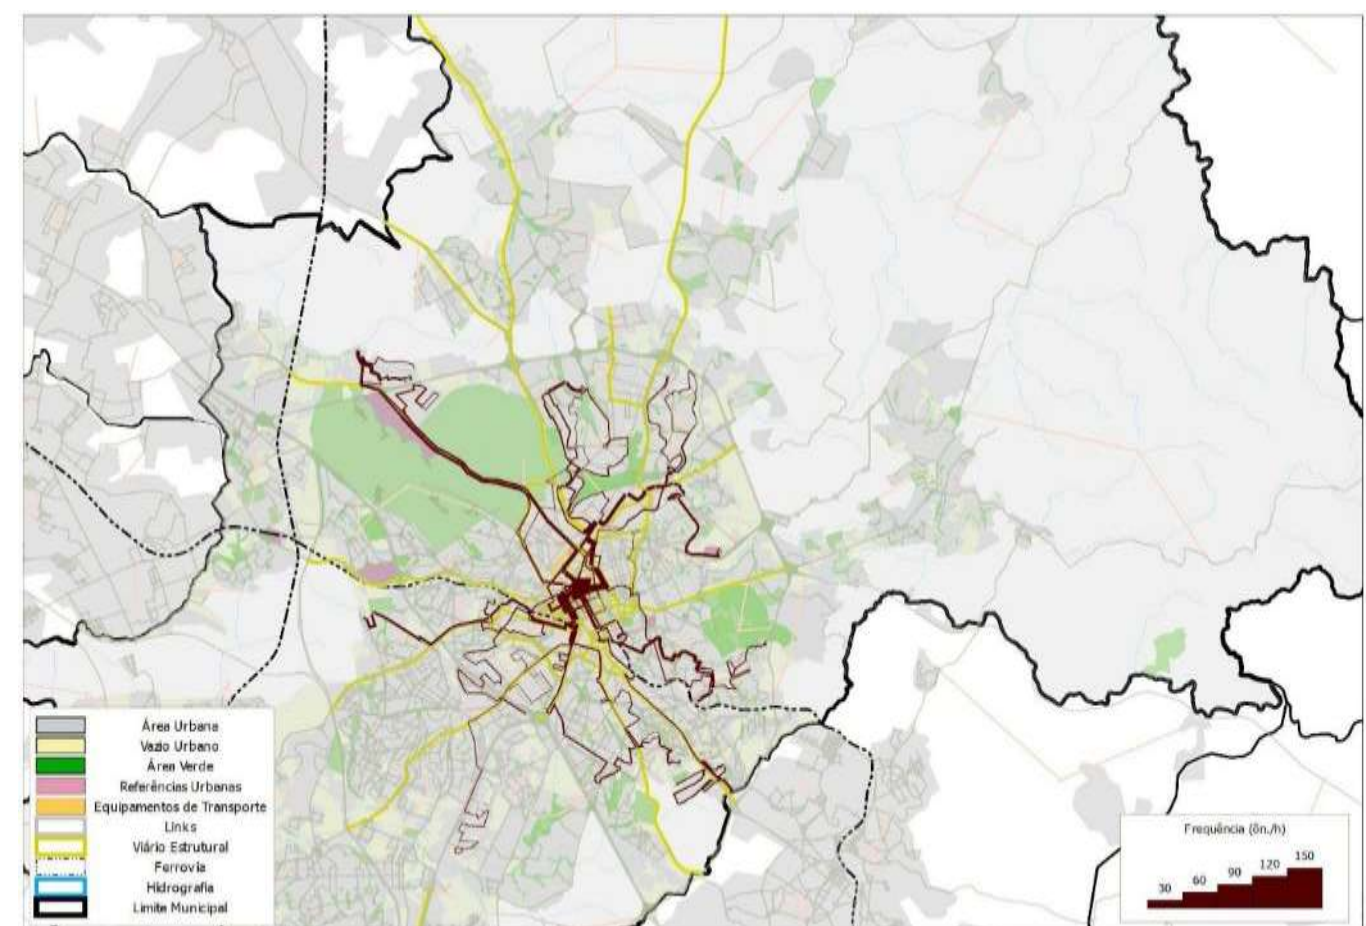 Área Urbana
Vazio Urbano
Área Verde
Referências Urbanas
Equipamentos de Transporte
Links
Viário Estrutural
Ferrovia
Hidrografia
Limite Municipal
Frequência (ôn./h)
30 60 90 120 150